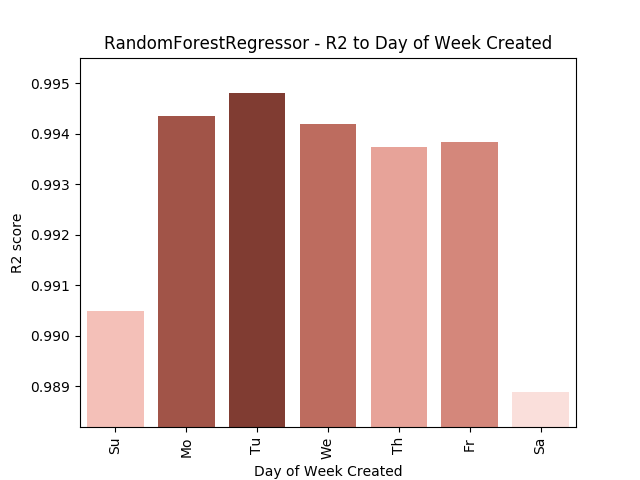 RandomForestRegressor - R2 to Day of Week Created
0.995
0.994
0.993
0.992
0.991
0.990
0.989
R2 score
Su
Mo
Tu
We
Th
Fr
Sa
Day of Week Created